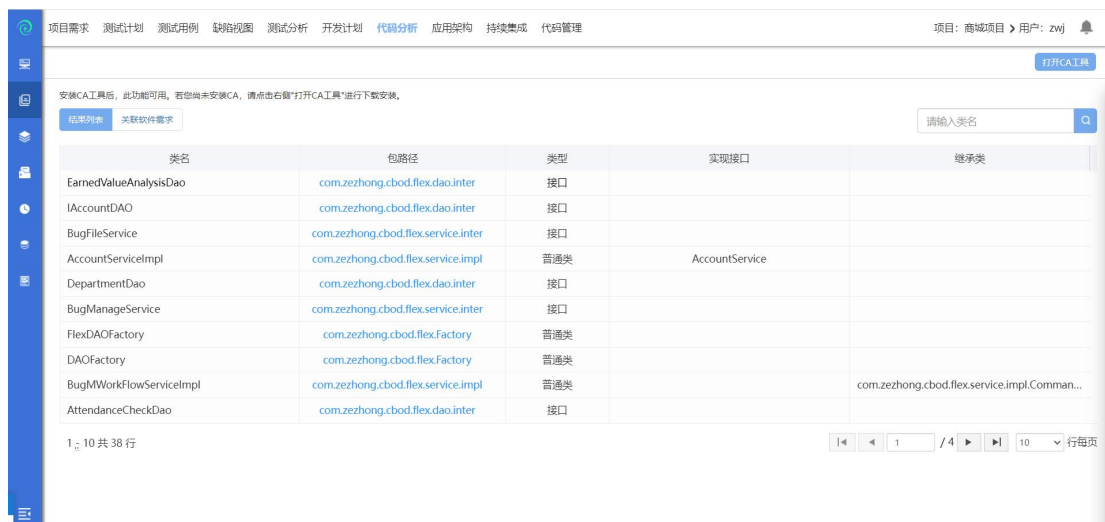 项目需求 测试计划 测试用例 缺陷视图 测试分析 开发计划 代码分析 应用架构 持续集成 代码管理 项目：商城项目 用户：zwj
打开CA工具
安装CA工具后，此功能可用。若您尚未安装CA，请点击右侧"打开CA工具"进行下载安装。
结果列表 关联软件需求 请输入类名
类名 包路径 类型 实现接口 继承类
EarnedValueAnalysisDao com.zezhong.cbod.flex.dao.inter 接口
IAccountDAO com.zezhong.cbod.flex.dao.inter 接口
BugFileService com.zezhong.cbod.flex.service.inter 接口
AccountServiceImpl com.zezhong.cbod.flex.service.impl 普通类 AccountService
DepartmentDao com.zezhong.cbod.flex.dao.inter 接口
BugManageService com.zezhong.cbod.flex.service.inter 接口
FlexDAOFactory com.zezhong.cbod.flex.Factory 普通类
DAOFactory com.zezhong.cbod.flex.Factory 普通类
BugMWorkFlowServiceImpl com.zezhong.cbod.flex.service.impl 普通类 com.zezhong.cbod.flex.service.impl.Comman...
AttendanceCheckDao com.zezhong.cbod.flex.dao.inter 接口
1 - 10 共 38 行 1 / 4 10 行每页